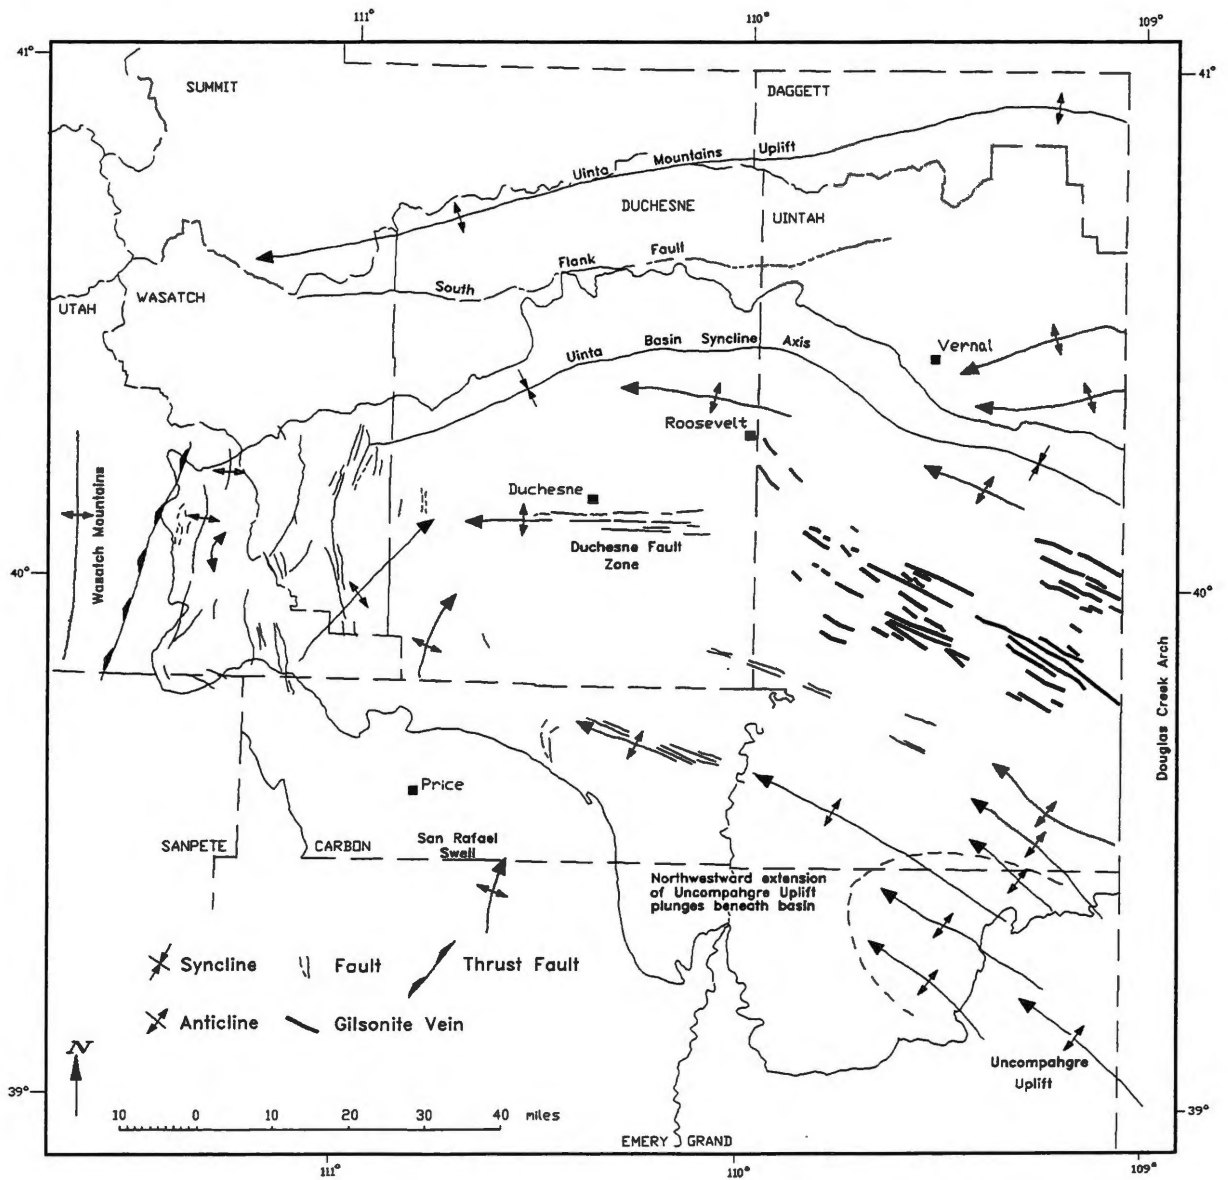 111°
110°
109°
41°
41°
SUMMIT
DAGGETT
Uinta Mountains Uplift
DUCHESNE
UINTAH
South Flank Fault
UTAH
WASATCH
Uinta Basin Syncline Axis
Vernal
Roosevelt
Wasatch Mountains
Duchesne
Duchesne Fault
Zone
40°
40°
Douglas Creek Arch
Price
SANPETE
CARBON
San Rafael
Swell
Northwestward extension
of Uncompahgre Uplift
plunges beneath basin
Syncline
Fault
Thrust Fault
Anticline
Gilsonite Vein
N
Uncompahgre
Uplift
39°
39°
10 0 10 20 30 40 miles
EMERY
GRAND
111°
110°
109°